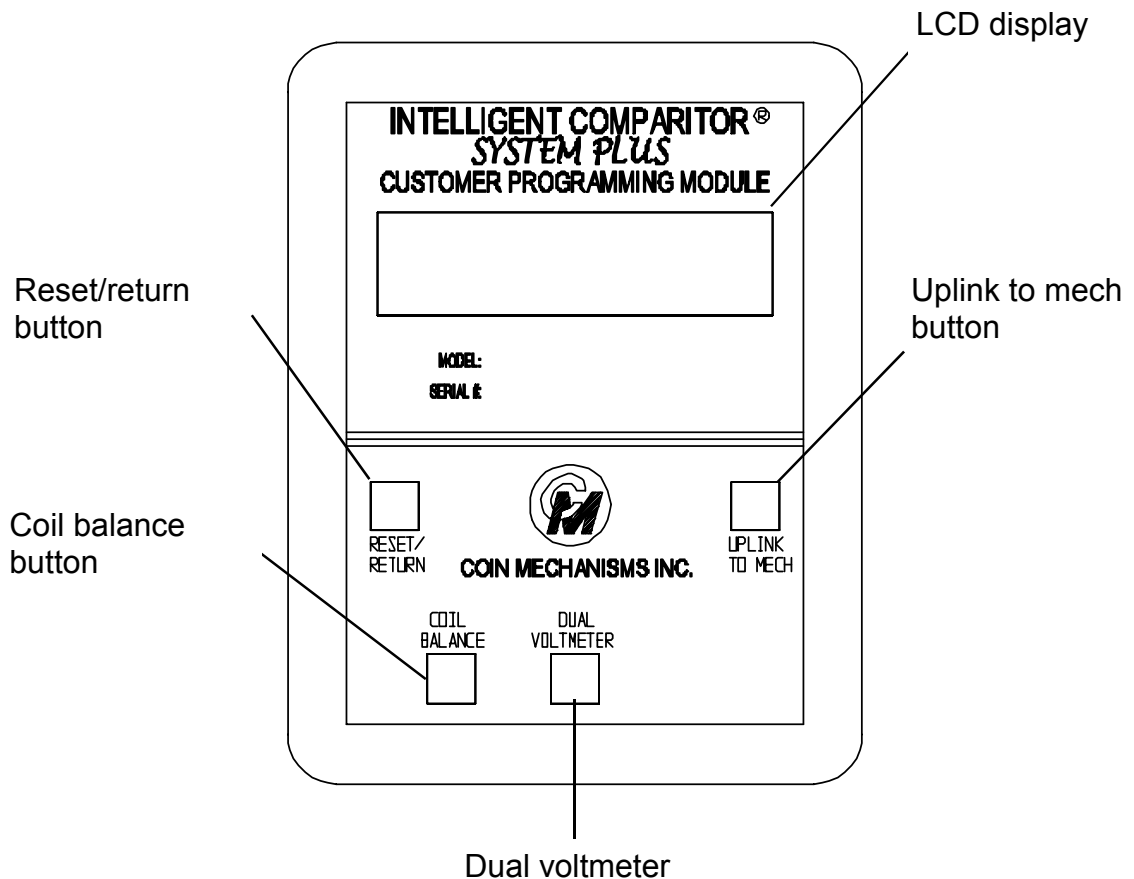 LCD display
INTELLIGENT COMPARITOR ®
SYSTEM PLUS
CUSTOMER PROGRAMMING MODULE
Reset/return
button
Uplink to mech
button
MODEL:
SERIAL #:
Coil balance
button
RESET/
RETURN
CM
COIN MECHANISMS INC.
UPLINK
TO MECH
COIL
BALANCE
DUAL
VOLTMETER
Dual voltmeter